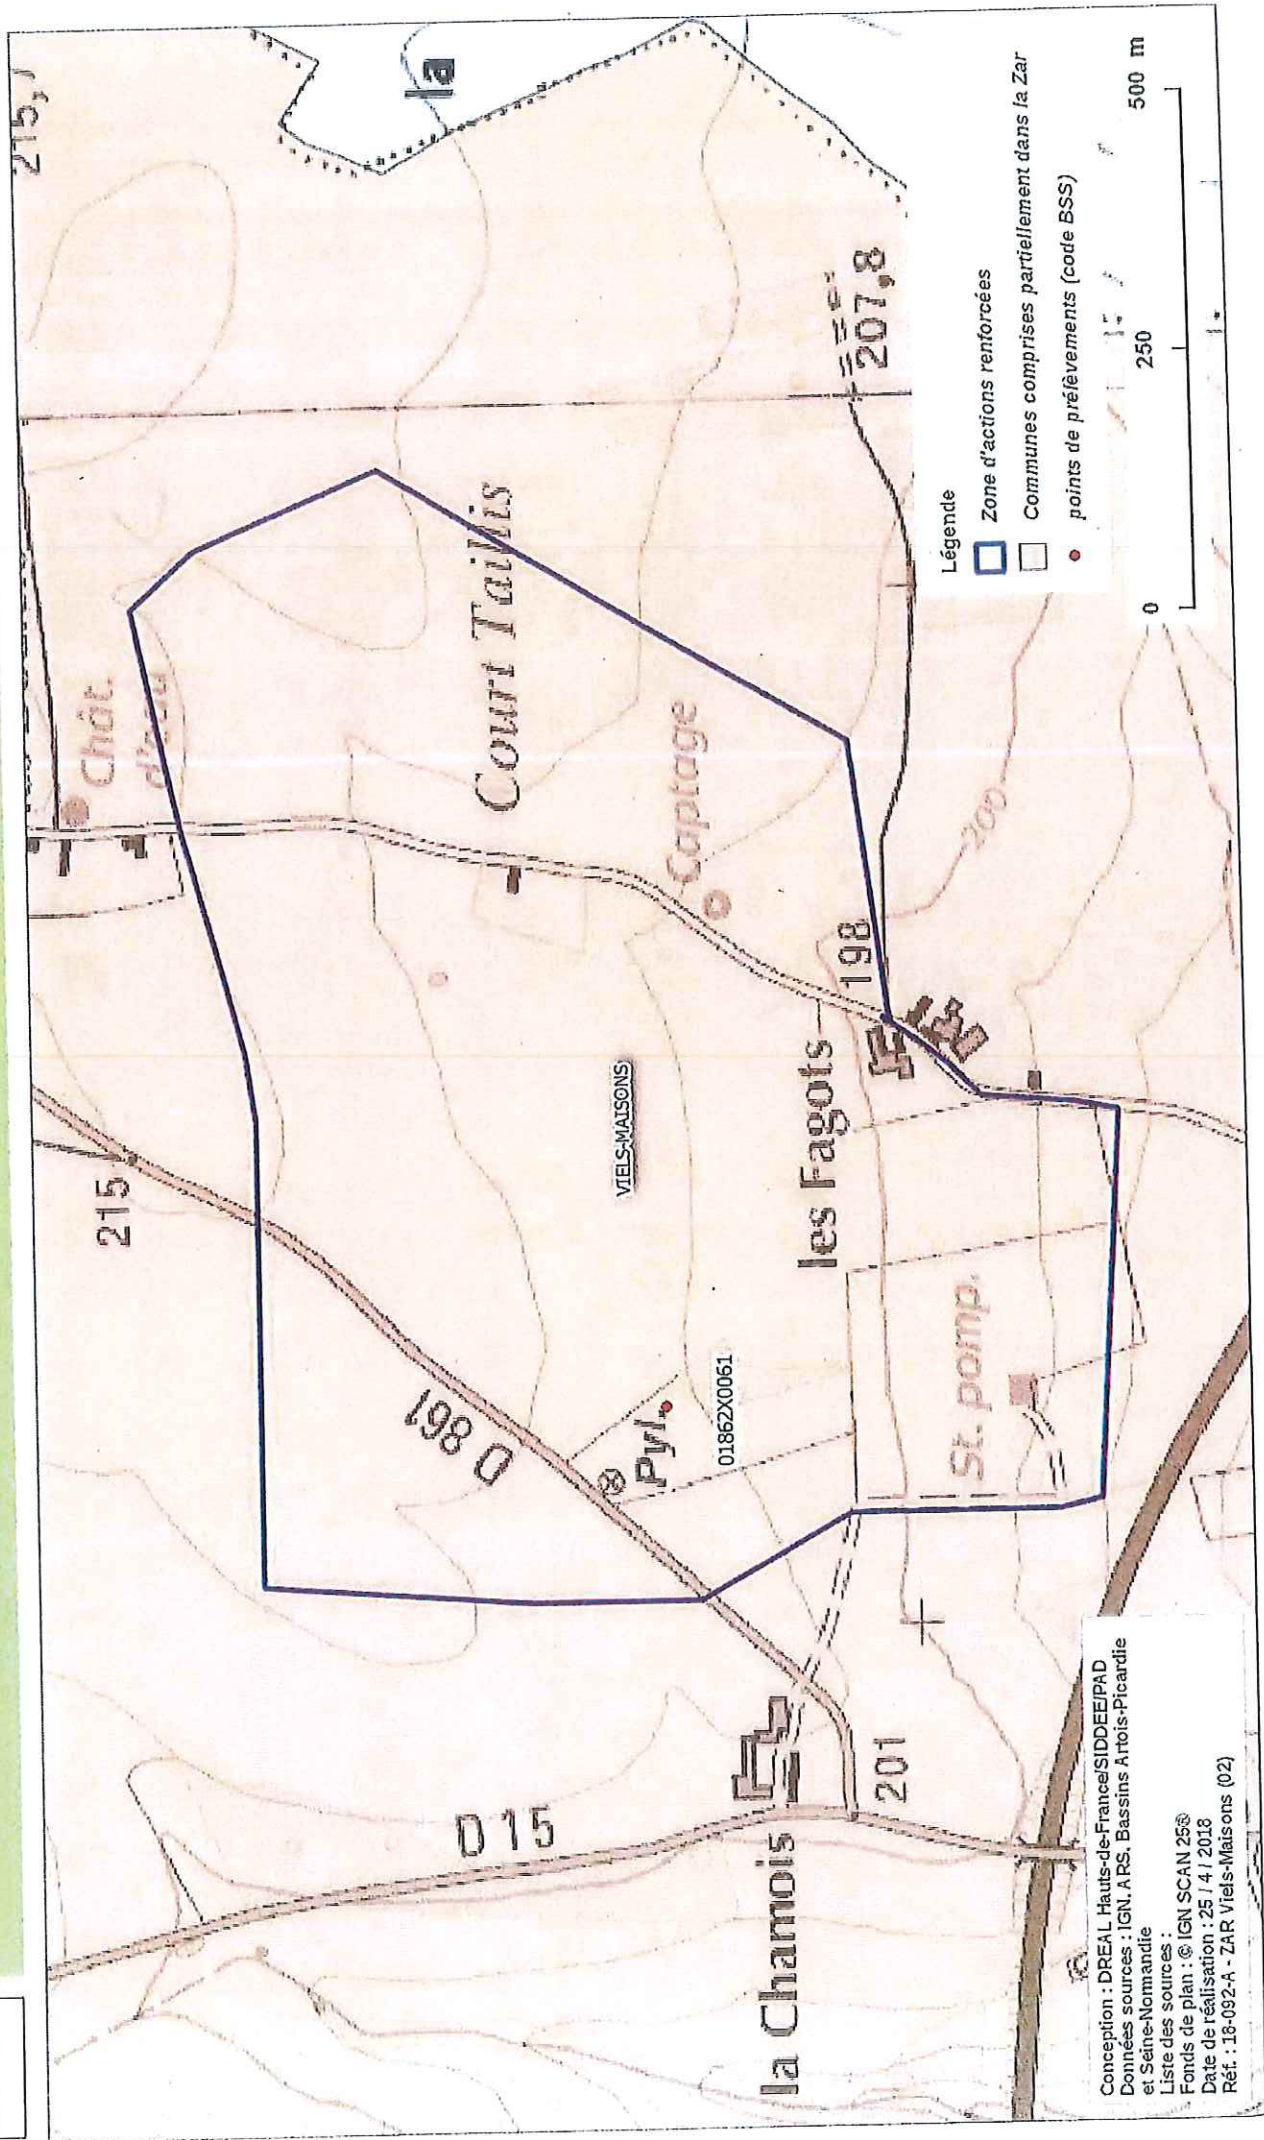 215
Chât.
d'eau
la
215
Court Taillis
D 861
Captage
VIELS-MAISONS
Pyl.
01862X0061
D 15
les Fagots
198
207,8
200
St. pomp.
la Chamois
201
Légende
Zone d'actions renforcées
Communes comprises partiellement dans la Zar
points de prélèvements (code BSS)
0 250 500 m
Conception : DREAL Hauts-de-France/SIDDEE/PAD
Données sources : IGN, ARS, Bassins Artois-Picardie
et Seine-Normandie
Liste des sources :
Fonds de plan : © IGN SCAN 25®
Date de réalisation : 25 / 4 / 2018
Réf. : 18-092-A - ZAR Viels-Maisons (02)